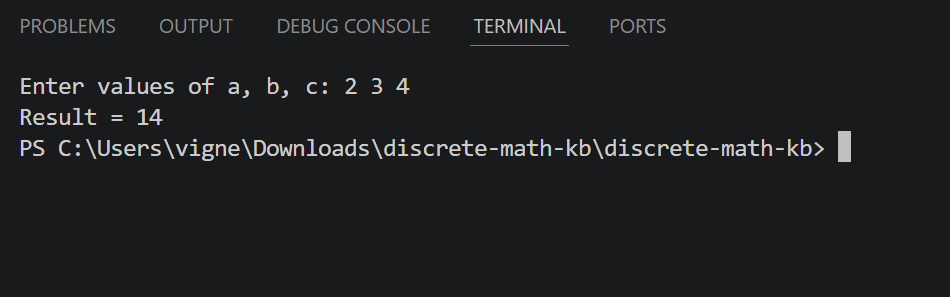 PROBLEMS OUTPUT DEBUG CONSOLE TERMINAL PORTS
Enter values of a, b, c: 2 3 4
Result = 14
PS C:\Users\vigne\Downloads\discrete-math-kb\discrete-math-kb>